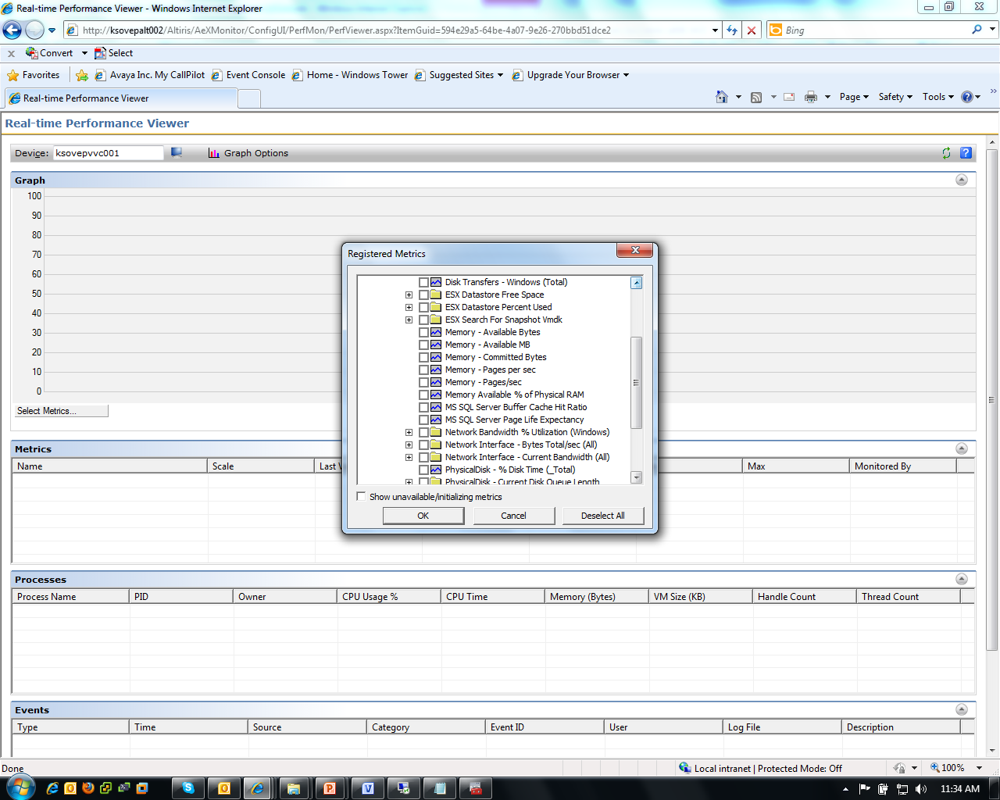 Real-time Performance Viewer - Windows Internet Explorer
http://ksovepalt002/Altiris/AeXMonitor/ConfigUI/PerfMon/PerfViewer.aspx?ItemGuid=594e29a5-64be-4a07-9e26-270bbd51dce2
Bing
x Convert Select
Favorites Avaya Inc. My CallPilot Event Console Home - Windows Tower Suggested Sites Upgrade Your Browser
Real-time Performance Viewer Page Safety Tools
Real-time Performance Viewer
Device: ksovepvvc001 Graph Options
Graph
100
90
80
70
60
50
40
30
20
10
0
Select Metrics...
Registered Metrics
Disk Transfers - Windows (Total)
ESX Datastore Free Space
ESX Datastore Percent Used
ESX Search For Snapshot Vmdk
Memory - Available Bytes
Memory - Available MB
Memory - Committed Bytes
Memory - Pages per sec
Memory - Pages/sec
Memory Available % of Physical RAM
MS SQL Server Buffer Cache Hit Ratio
MS SQL Server Page Life Expectancy
Network Bandwidth % Utilization (Windows)
Network Interface - Bytes Total/sec (All)
Network Interface - Current Bandwidth (All)
PhysicalDisk - % Disk Time (_Total)
PhysicalDisk - Current Disk Queue Length
Show unavailable/initializing metrics
OK Cancel Deselect All
Metrics
Name Scale Last Max Monitored By
Processes
Process Name PID Owner CPU Usage % CPU Time Memory (Bytes) VM Size (KB) Handle Count Thread Count
Events
Type Time Source Category Event ID User Log File Description
Done Local intranet | Protected Mode: Off 100%
11:34 AM